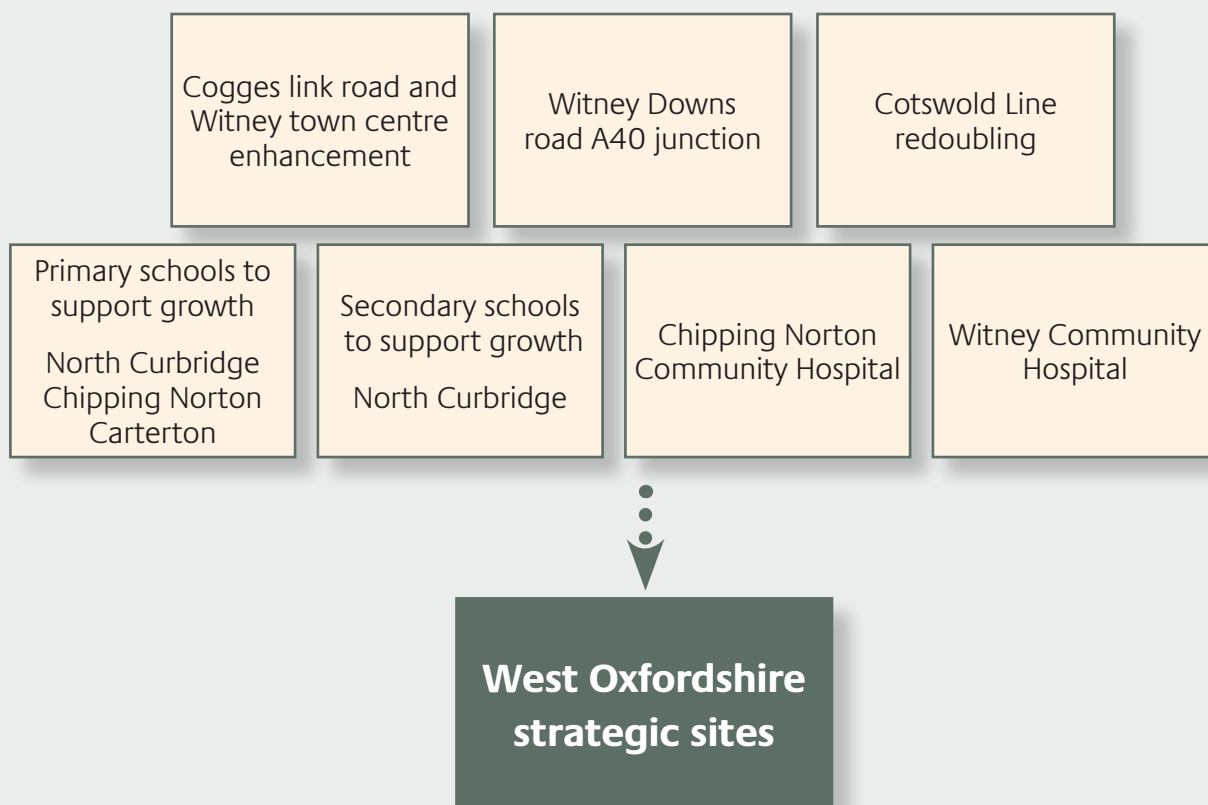 Cogges link road and
Witney town centre
enhancement
Witney Downs
road A40 junction
Cotswold Line
redoubling
Primary schools to
support growth
North Curbridge
Chipping Norton
Carterton
Secondary schools
to support growth
North Curbridge
Chipping Norton
Community Hospital
Witney Community
Hospital
West Oxfordshire
strategic sites